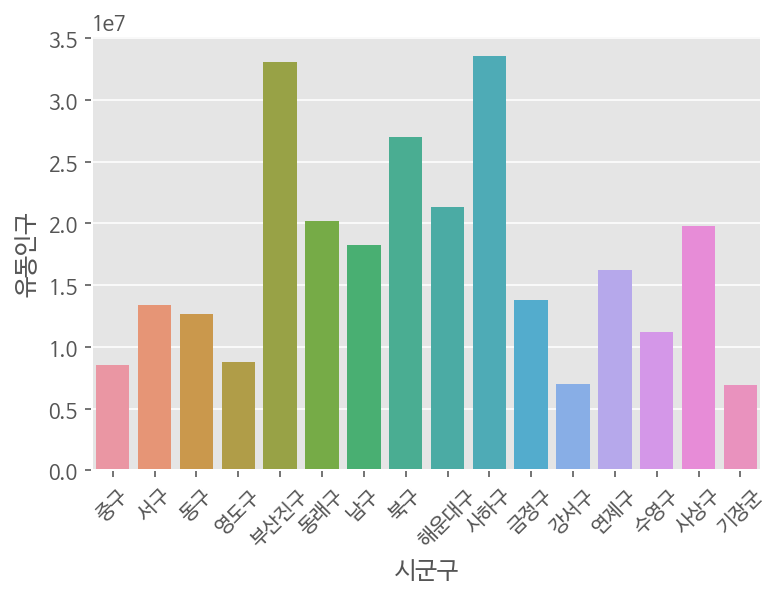 1e7
3.5
3.0
2.5
2.0
1.5
1.0
0.5
0.0
유동인구
중구
서구
동구
영도구
부산진구
동래구
남구
북구
해운대구
사하구
금정구
강서구
연제구
수영구
사상구
기장군
시군구